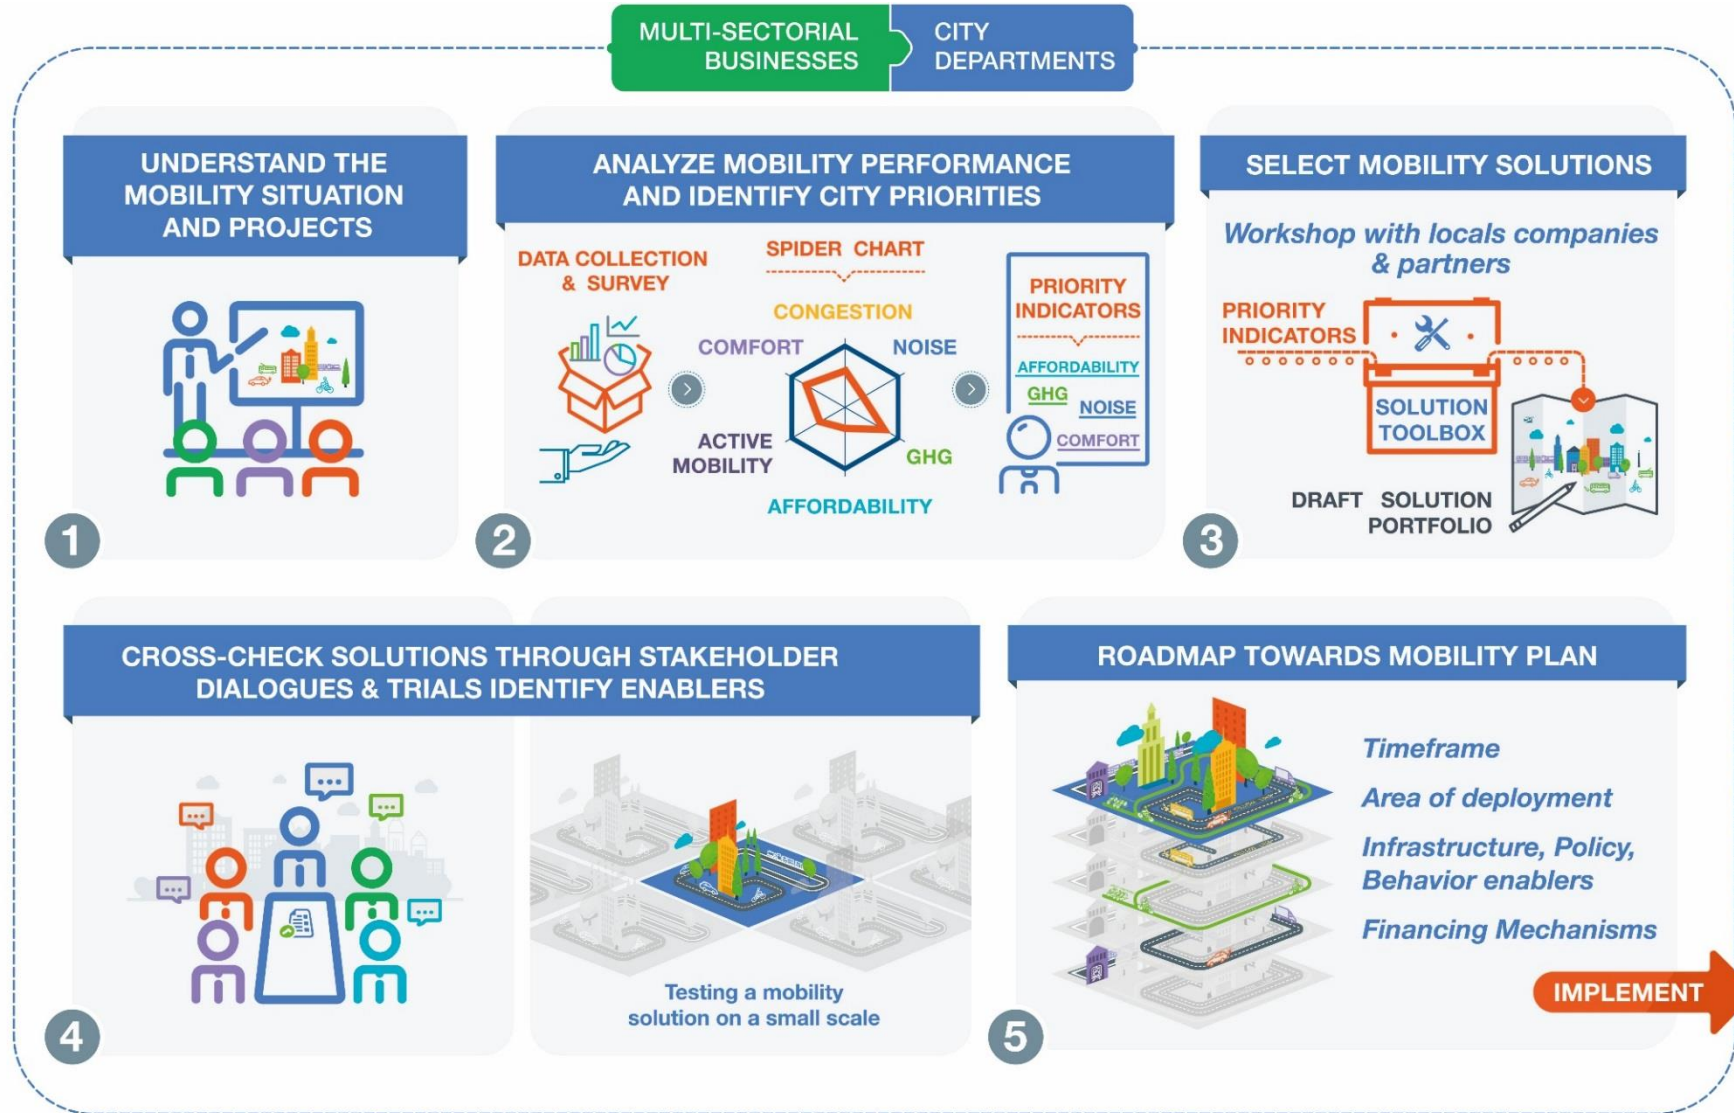 MULTI-SECTORIAL
BUSINESSES
CITY
DEPARTMENTS
UNDERSTAND THE
MOBILITY SITUATION
AND PROJECTS
1
ANALYZE MOBILITY PERFORMANCE
AND IDENTIFY CITY PRIORITIES
DATA COLLECTION
& SURVEY
SPIDER CHART
CONGESTION
COMFORT
NOISE
ACTIVE
MOBILITY
GHG
AFFORDABILITY
PRIORITY
INDICATORS
AFFORDABILITY
GHG
NOISE
COMFORT
2
SELECT MOBILITY SOLUTIONS
Workshop with locals companies
& partners
PRIORITY
INDICATORS
SOLUTION
TOOLBOX
DRAFT SOLUTION
PORTFOLIO
3
CROSS-CHECK SOLUTIONS THROUGH STAKEHOLDER
DIALOGUES & TRIALS IDENTIFY ENABLERS
Testing a mobility
solution on a small scale
4
ROADMAP TOWARDS MOBILITY PLAN
Timeframe
Area of deployment
Infrastructure, Policy,
Behavior enablers
Financing Mechanisms
5
IMPLEMENT